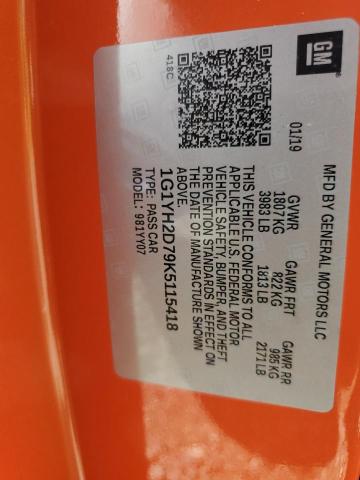 GM
MFD BY GENERAL MOTORS LLC
01/19 GVWR GAWR FRT GAWR RR
1807 KG 822 KG 985 KG
3983 LB 1813 LB 2171 LB
THIS VEHICLE CONFORMS TO ALL
APPLICABLE U.S. FEDERAL MOTOR
VEHICLE SAFETY, BUMPER, AND THEFT
PREVENTION STANDARDS IN EFFECT ON
THE DATE OF MANUFACTURE SHOWN
ABOVE.
418C
1G1YH2D79K5115418
TYPE: PASS CAR
MODEL: 981YY07